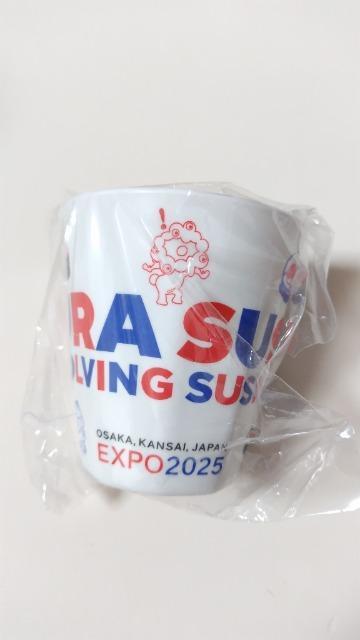 !
RA SUS
OLVING SUS
OSAKA, KANSAI, JAPAN
EXPO2025